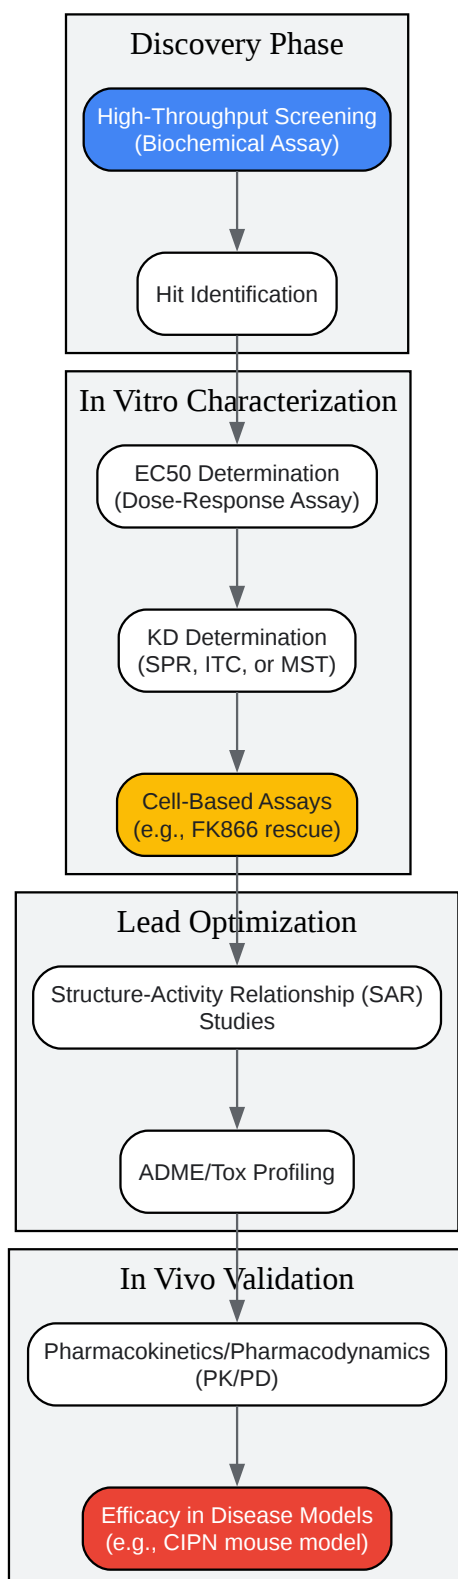 Discovery Phase
High-Throughput Screening
(Biochemical Assay)
Hit Identification
In Vitro Characterization
EC50 Determination
(Dose-Response Assay)
KD Determination
(SPR, ITC, or MST)
Cell-Based Assays
(e.g., FK866 rescue)
Lead Optimization
Structure-Activity Relationship (SAR)
Studies
ADME/Tox Profiling
In Vivo Validation
Pharmacokinetics/Pharmacodynamics
(PK/PD)
Efficacy in Disease Models
(e.g., CIPN mouse model)